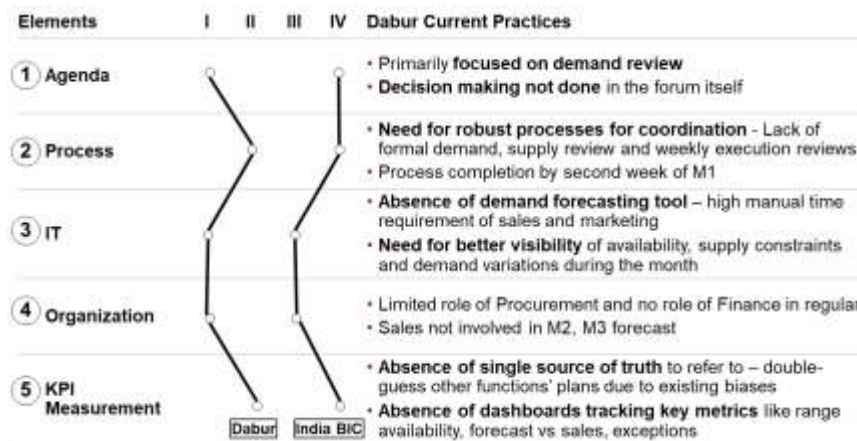 Elements I II III IV Dabur Current Practices
1 Agenda
• Primarily focused on demand review
• Decision making not done in the forum itself
2 Process
• Need for robust processes for coordination - Lack of
formal demand, supply review and weekly execution reviews
• Process completion by second week of M1
3 IT
• Absence of demand forecasting tool – high manual time
requirement of sales and marketing
• Need for better visibility of availability, supply constraints
and demand variations during the month
4 Organization
• Limited role of Procurement and no role of Finance in regular
• Sales not involved in M2, M3 forecast
5 KPI
Measurement
• Absence of single source of truth to refer to – double-
guess other functions' plans due to existing biases
• Absence of dashboards tracking key metrics like range
availability, forecast vs sales, exceptions
Dabur India BIC